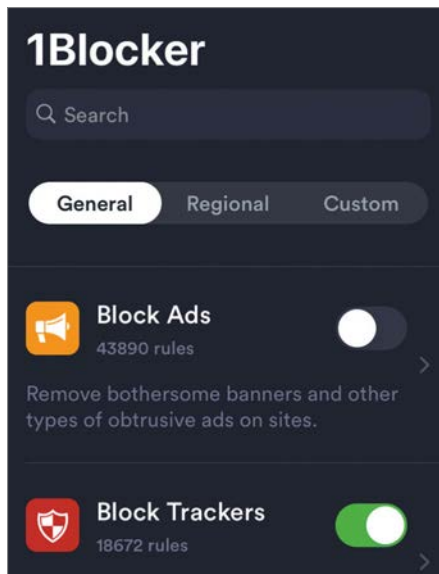 1Blocker
Search
General Regional Custom
Block Ads
43890 rules
Remove bothersome banners and other
types of obtrusive ads on sites.
Block Trackers
18672 rules